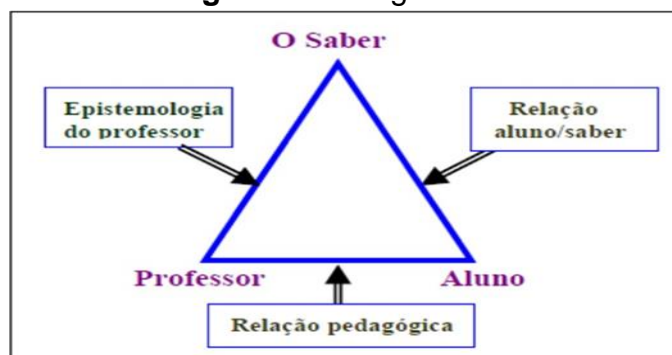 O Saber
Epistemologia
do professor
Relação
aluno/saber
Professor
Aluno
Relação pedagógica